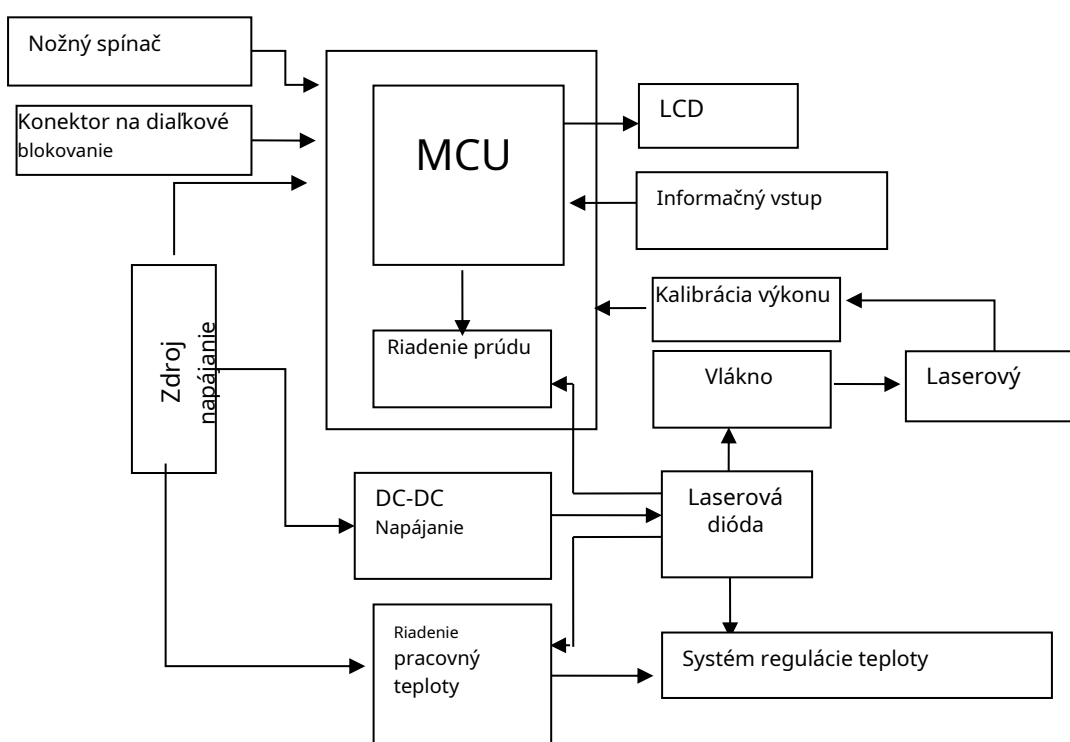 Nožný spínač
Konektor na diaľkové
blokovanie
MCU
LCD
Informačný vstup
Kalibrácia výkonu
Zdroj
napájanie
Riadenie prúdu
Vlákno
Laserový
DC-DC
Napájanie
Laserová
dióda
Riadenie
pracovný
teploty
Systém regulácie teploty